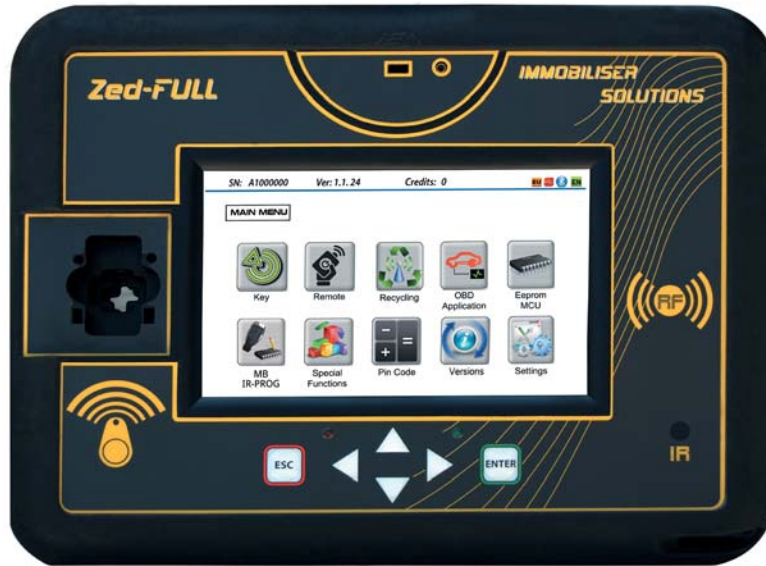 Zed-FULL
IMMOBILISER
SOLUTIONS
SN: A1000000 Ver: 1.1.24 Credits: 0 EN
MAIN MENU
Key Remote Recycling OBD Application Eeprom MCU
MB IR-PROG Special Functions Pin Code Versions Settings
RF
ESC ENTER
IR